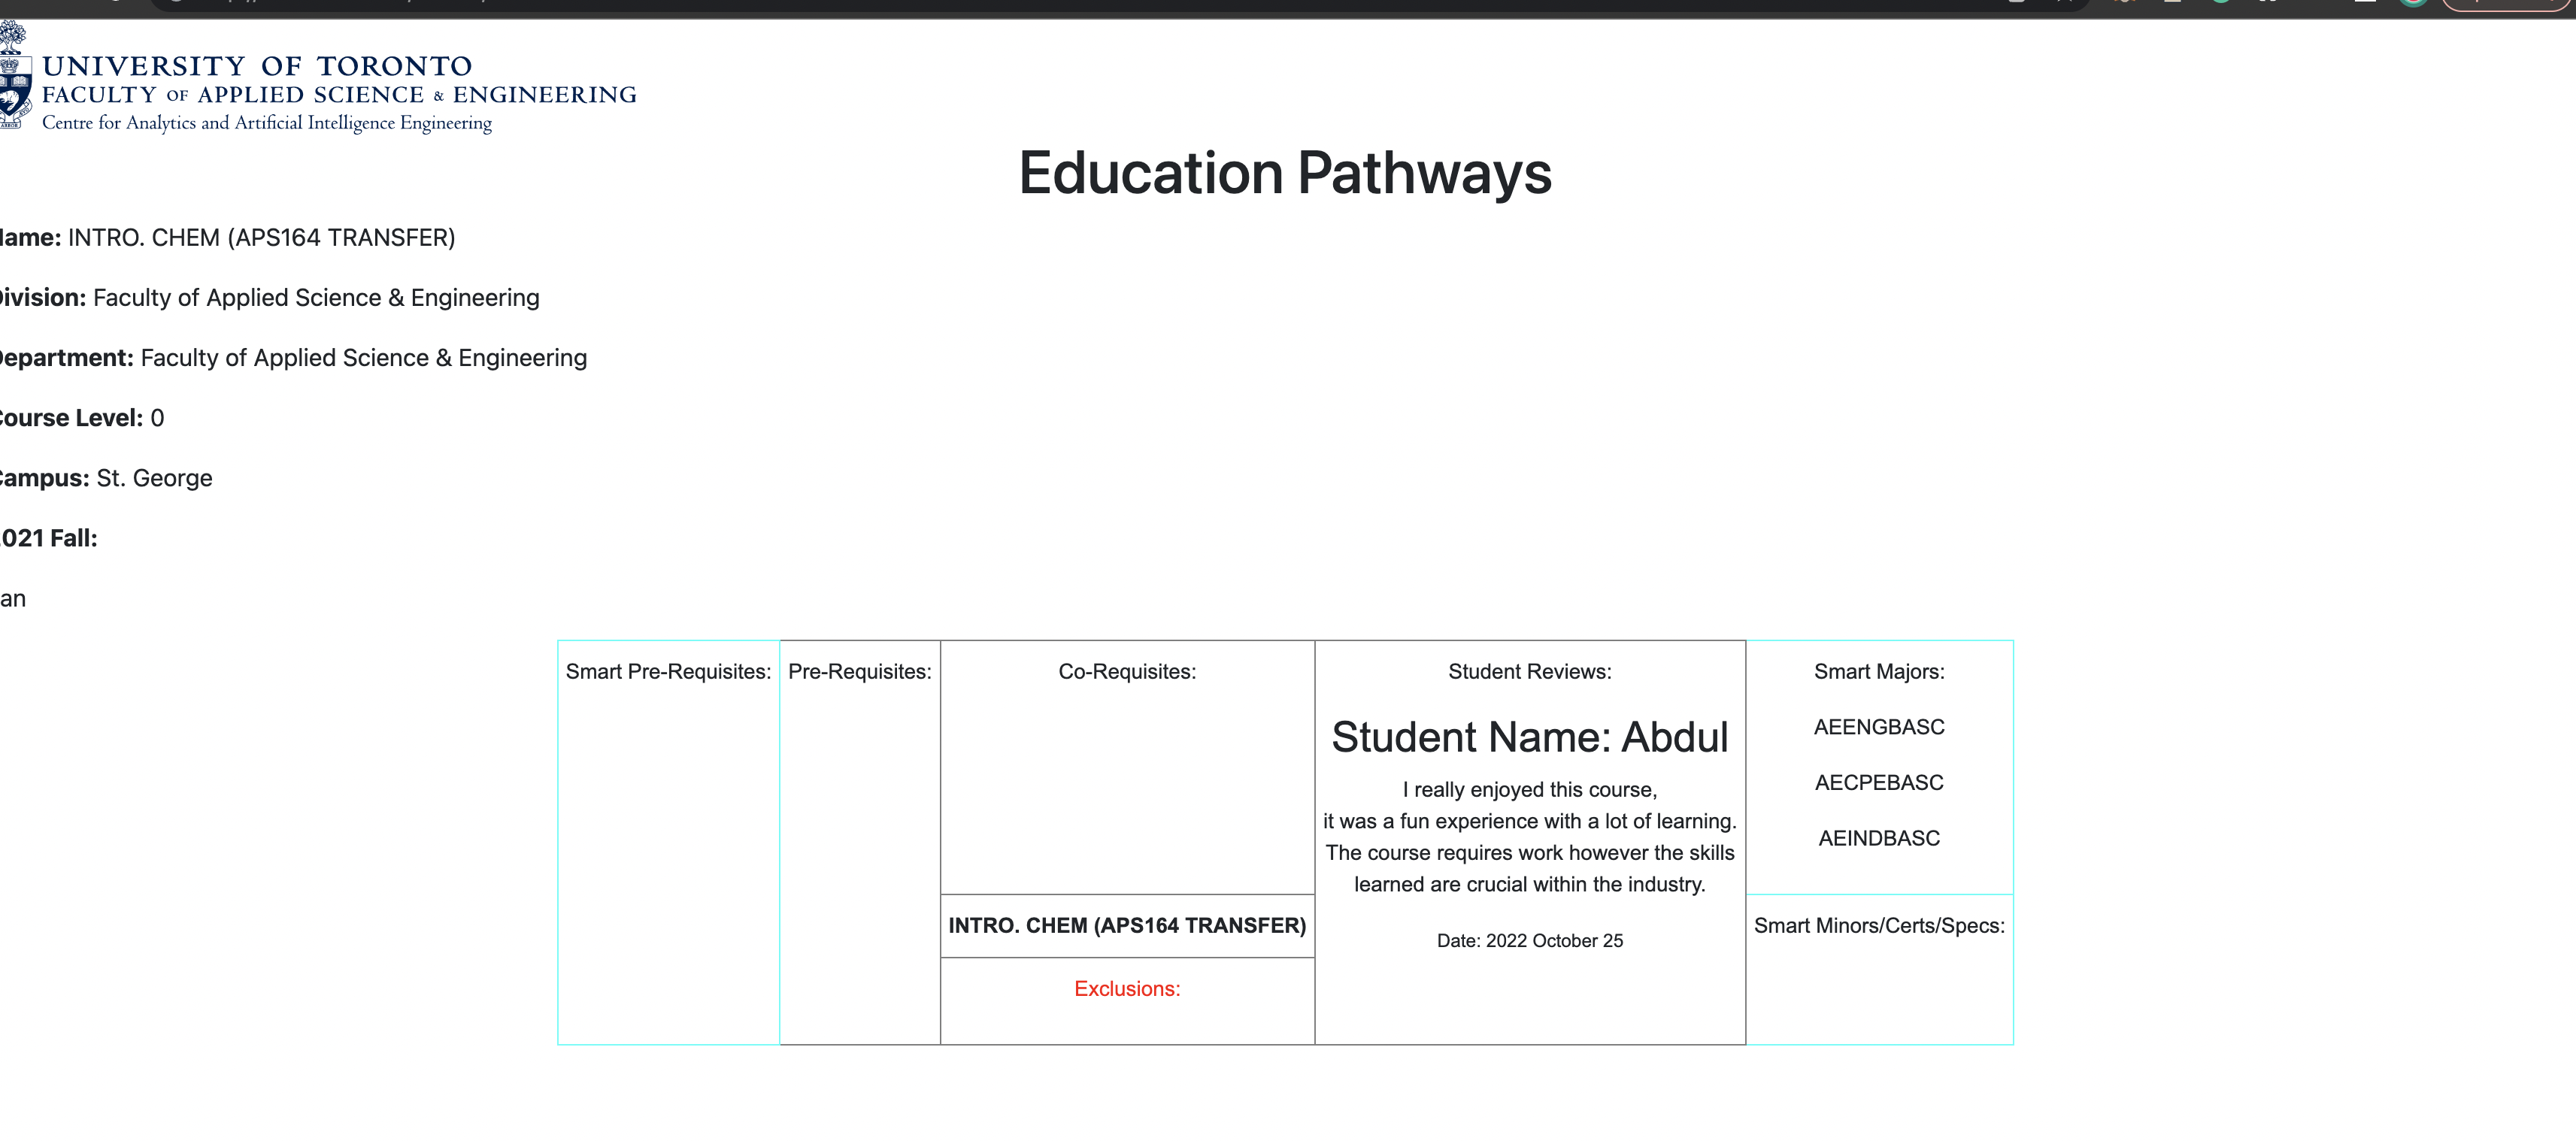 UNIVERSITY OF TORONTO
FACULTY OF APPLIED SCIENCE & ENGINEERING
Centre for Analytics and Artificial Intelligence Engineering
Education Pathways
ame: INTRO. CHEM (APS164 TRANSFER)
ivision: Faculty of Applied Science & Engineering
epartment: Faculty of Applied Science & Engineering
ourse Level: 0
ampus: St. George
021 Fall:
an
Smart Pre-Requisites:
Pre-Requisites:
Co-Requisites:
INTRO. CHEM (APS164 TRANSFER)
Exclusions:
Student Reviews:
Student Name: Abdul
I really enjoyed this course,
it was a fun experience with a lot of learning.
The course requires work however the skills
learned are crucial within the industry.
Date: 2022 October 25
Smart Majors:
AEENGBASC
AECPEBASC
AEINDBASC
Smart Minors/Certs/Specs: